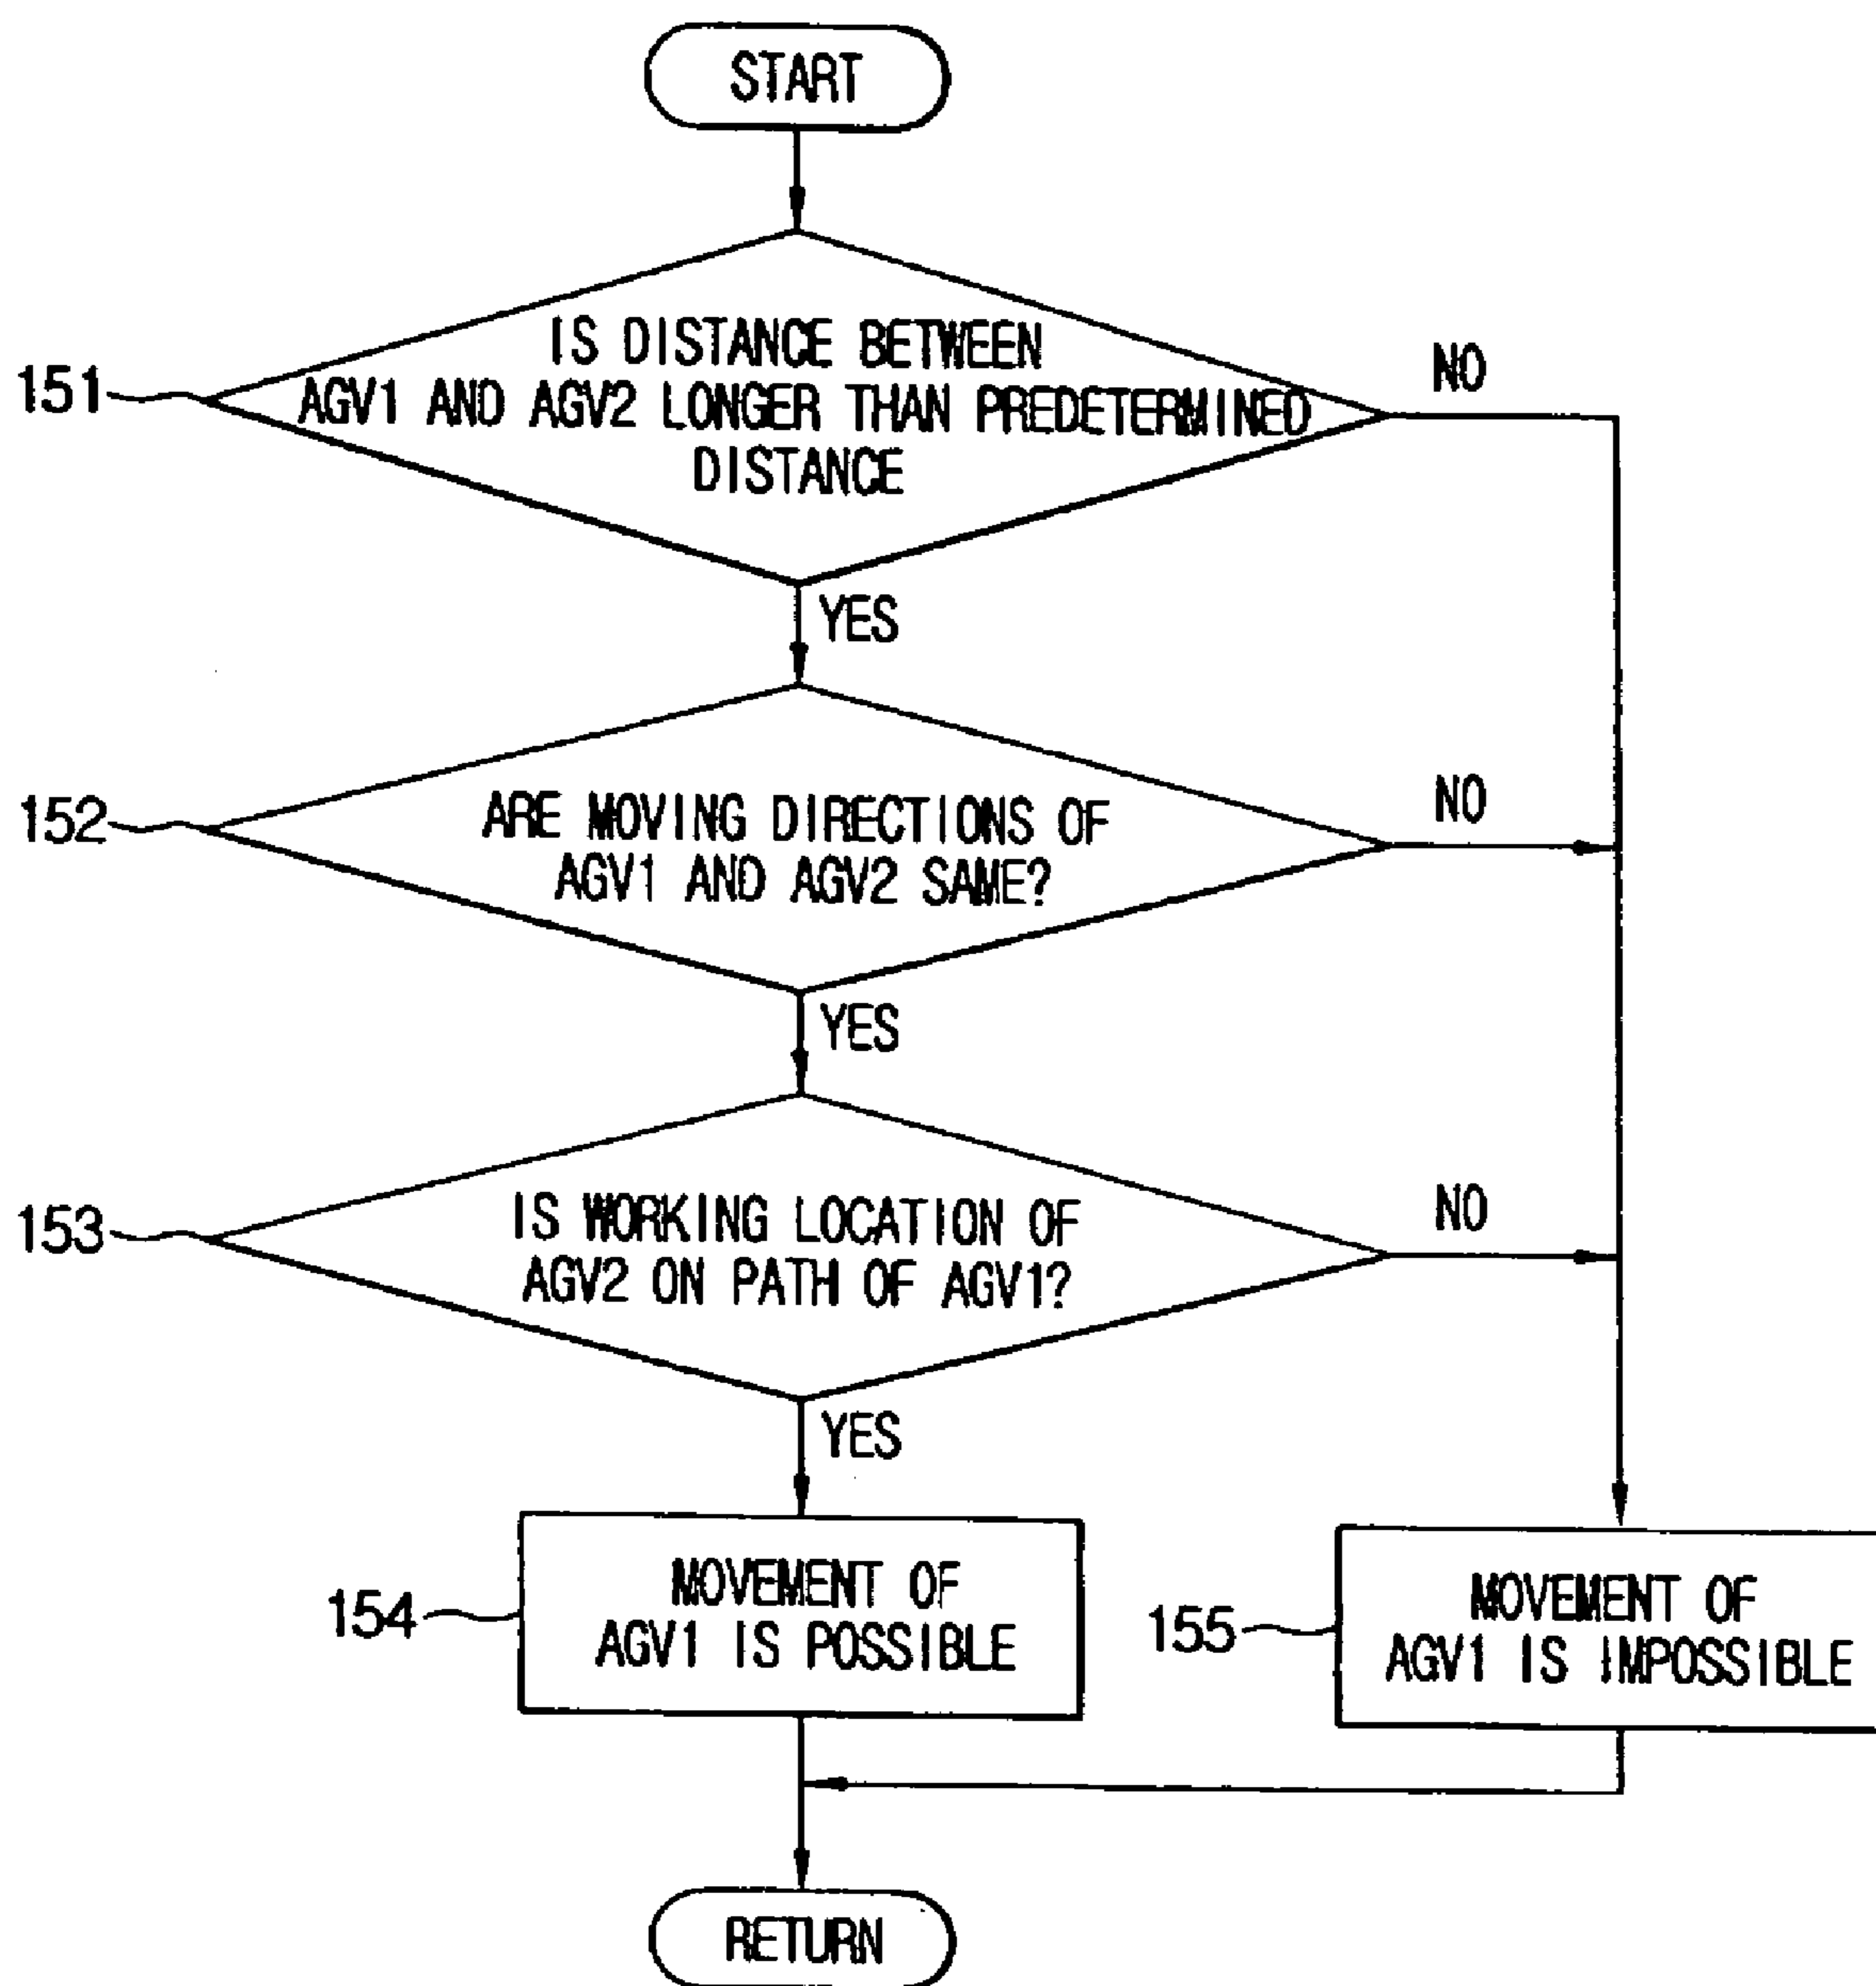 START
IS DISTANCE BETWEEN
AGV1 AND AGV2 LONGER THAN PREDETERMINED
DISTANCE
NO
151
YES
ARE MOVING DIRECTIONS OF
AGV1 AND AGV2 SAME?
NO
152
YES
IS WORKING LOCATION OF
AGV2 ON PATH OF AGV1?
NO
153
YES
MOVEMENT OF
AGV1 IS POSSIBLE
154
MOVEMENT OF
AGV1 IS IMPOSSIBLE
155
RETURN